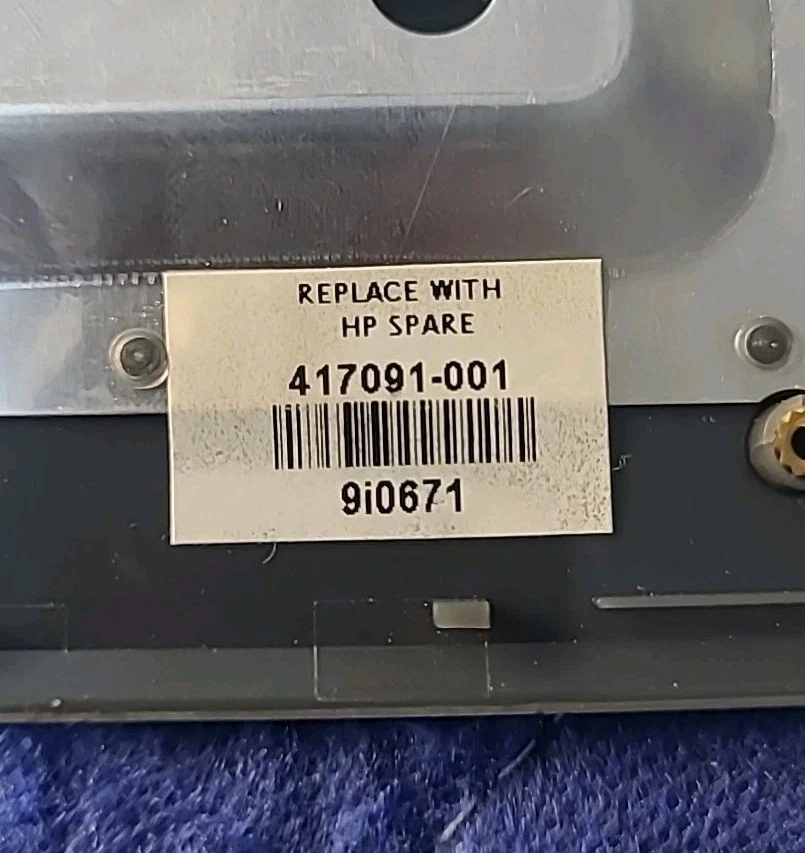 REPLACE WITH
HP SPARE
417091-001
9i0671